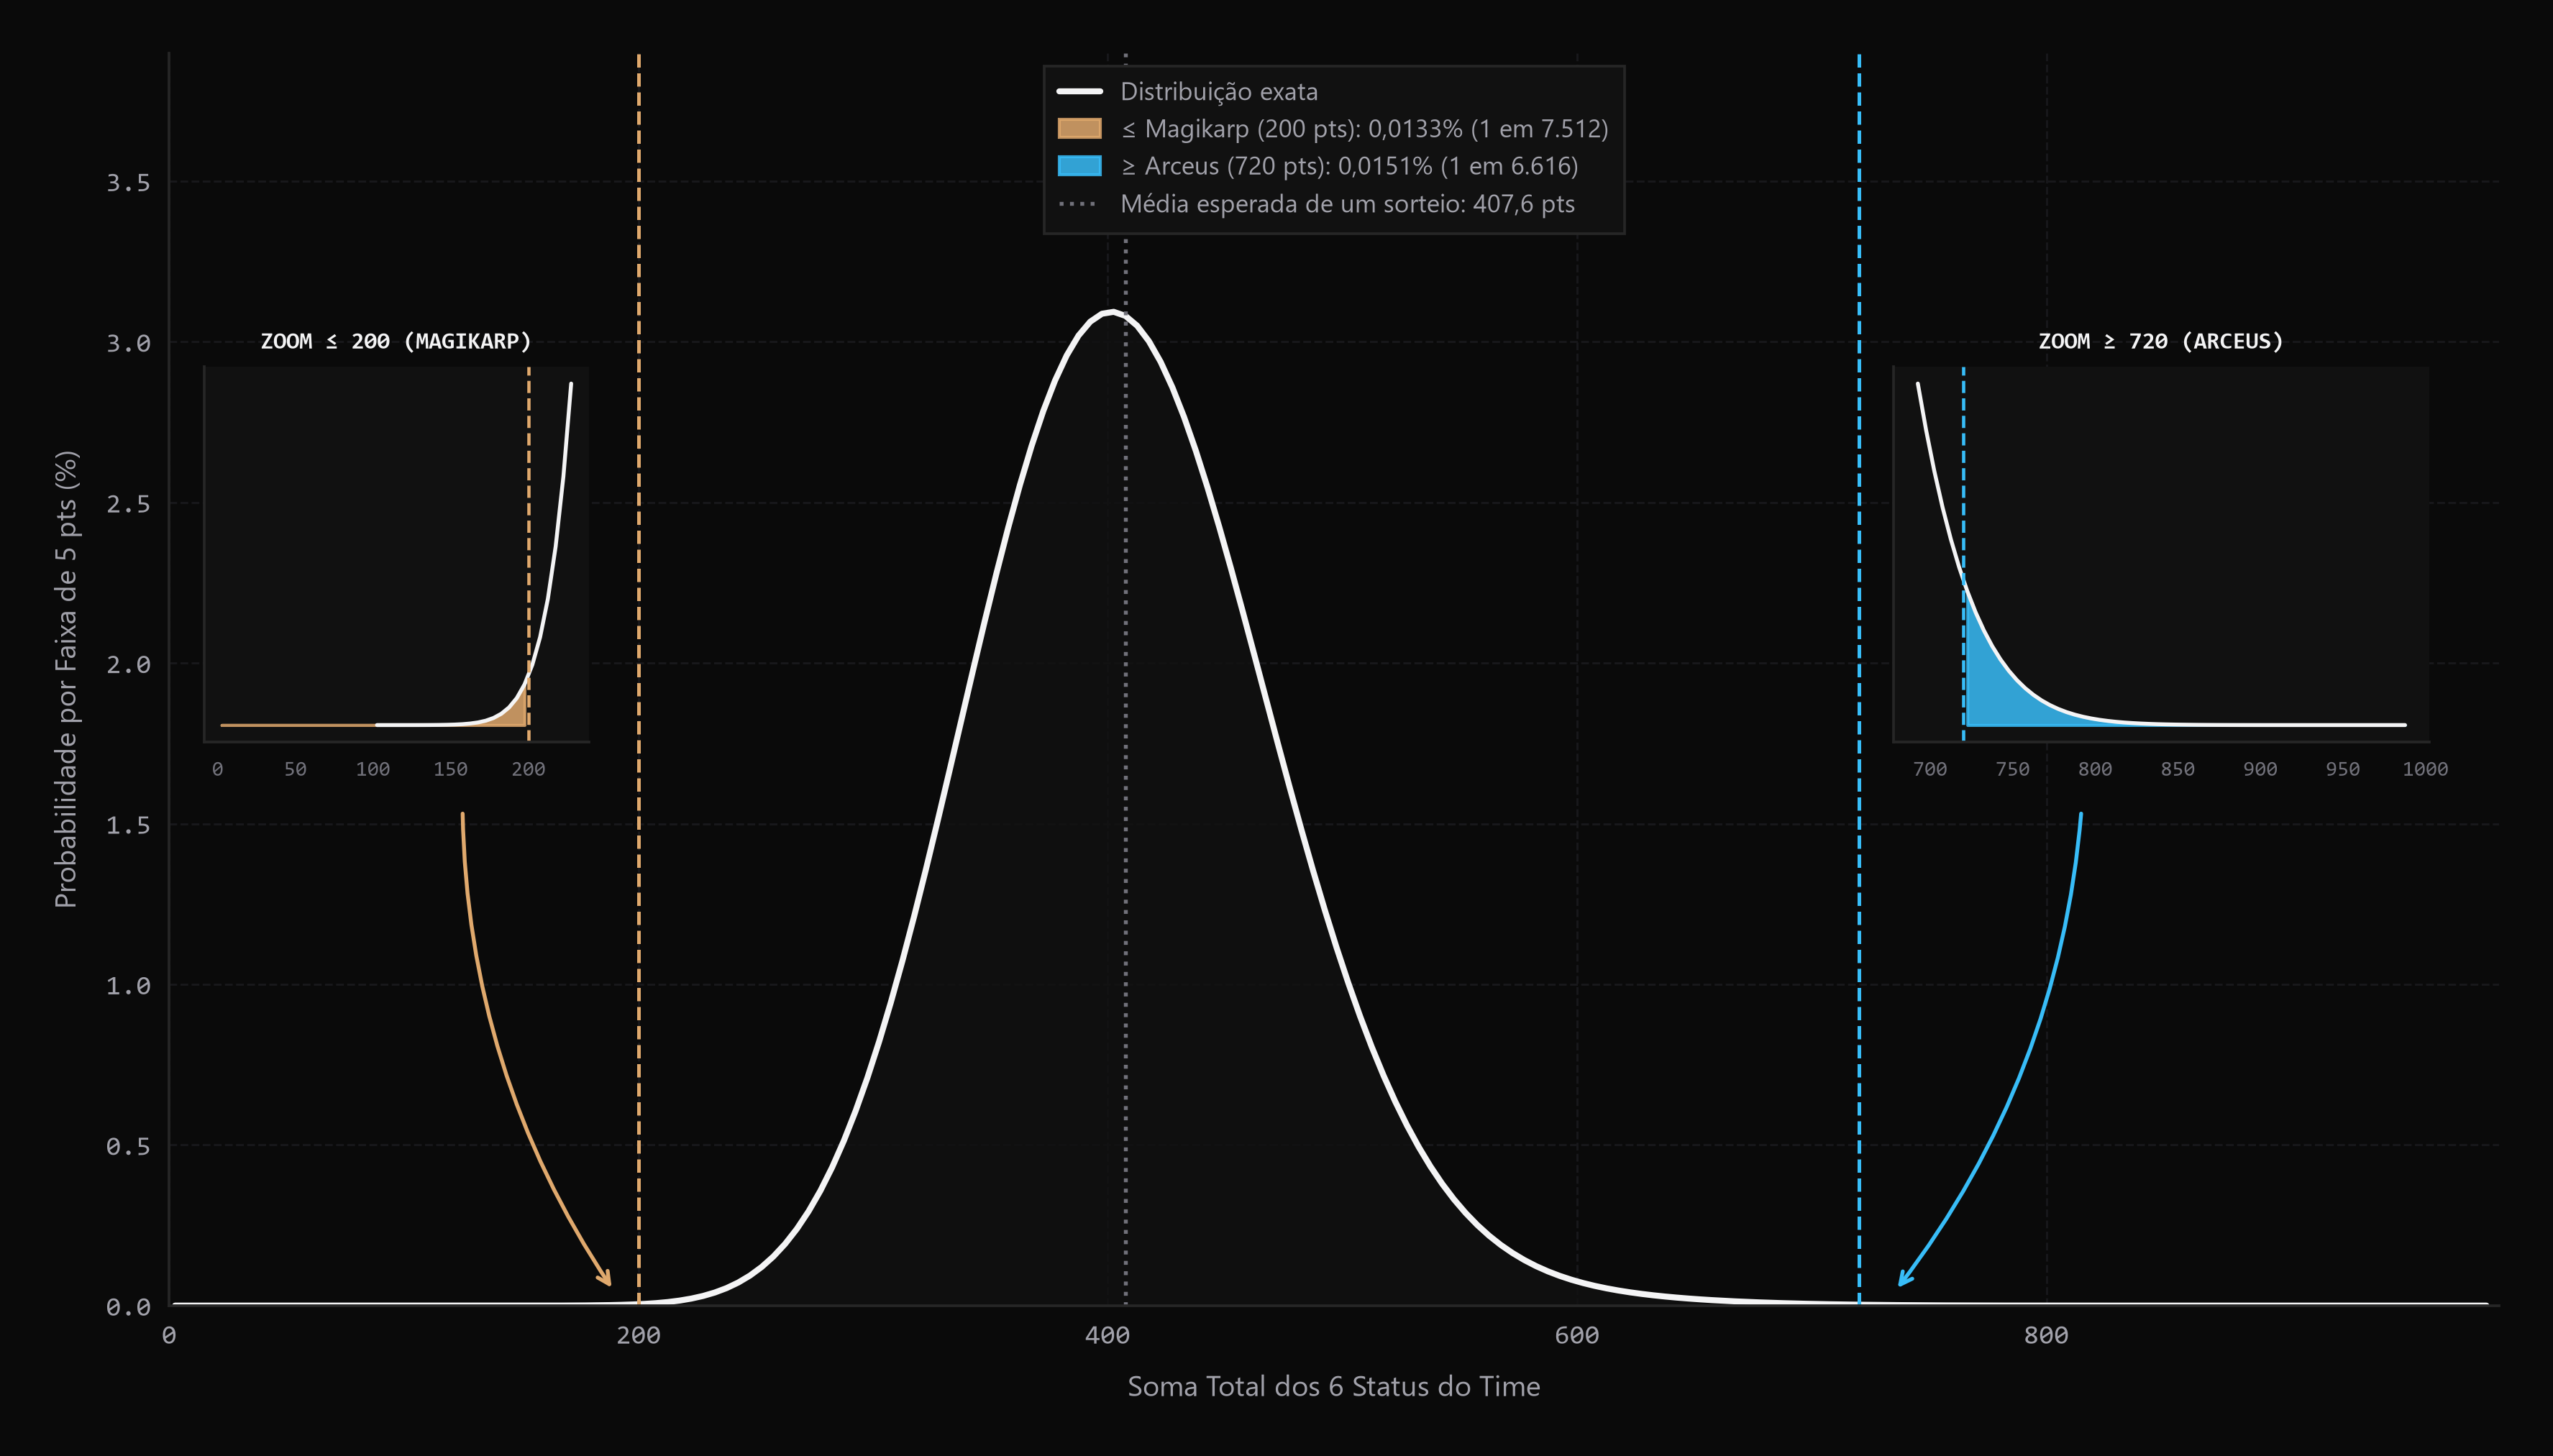 Distribuição exata
≤ Magikarp (200 pts): 0,0133% (1 em 7.512)
≥ Arceus (720 pts): 0,0151% (1 em 6.616)
Média esperada de um sorteio: 407,6 pts
ZOOM ≤ 200 (MAGIKARP)
0 50 100 150 200
ZOOM ≥ 720 (ARCEUS)
700 750 800 850 900 950 1000
Probabilidade por Faixa de 5 pts (%)
3.5
3.0
2.5
2.0
1.5
1.0
0.5
0.0
0 200 400 600 800
Soma Total dos 6 Status do Time